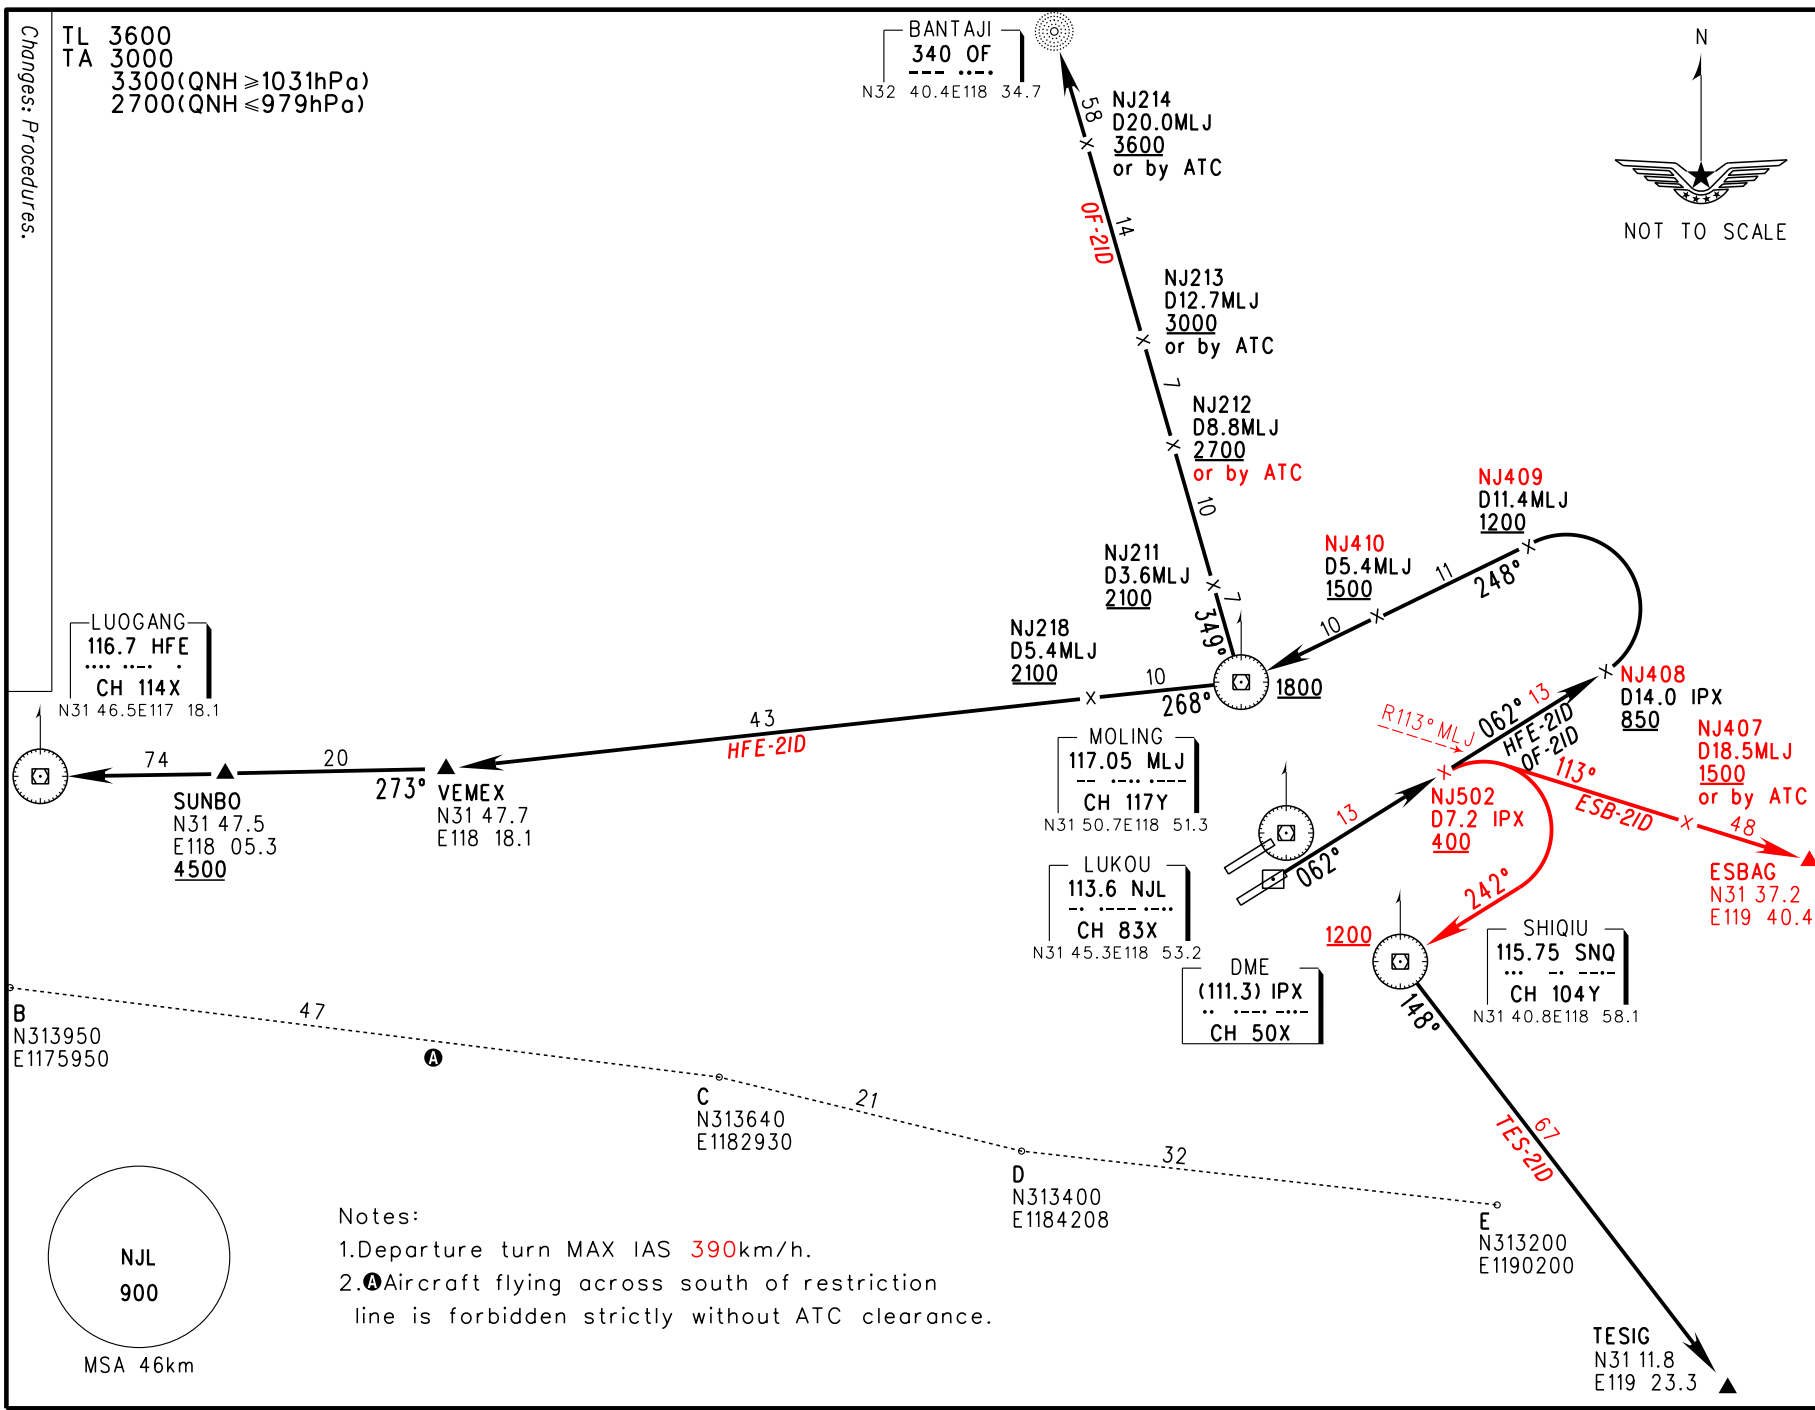 Changes: Procedures.
TL 3600
TA 3000
3300(QNH≥1031hPa)
2700(QNH≤979hPa)
BANTAJI
340 OF
N32 40.4E118 34.7
N
NOT TO SCALE
58
NJ214
D20.0MLJ
3600
or by ATC
OF-21D
14
NJ213
D12.7MLJ
3000
or by ATC
7
NJ212
D8.8MLJ
2700
or by ATC
10
NJ211
D3.6MLJ
2100
7
349°
NJ409
D11.4MLJ
1200
NJ410
D5.4MLJ
1500
11
248°
10
NJ218
D5.4MLJ
2100
10
268°
1800
LUOGANG
116.7 HFE
CH 114X
N31 46.5E117 18.1
43
HFE-21D
74
20
273°
SUNBO
N31 47.5
E118 05.3
4500
VEMEX
N31 47.7
E118 18.1
MOLING
117.05 MLJ
CH 117Y
N31 50.7E118 51.3
R113°MLJ
062°
13
HFE-21D
OF-21D
NJ408
D14.0 IPX
850
NJ407
D18.5MLJ
1500
or by ATC
113°
ESB-21D
48
NJ502
D7.2 IPX
400
13
062°
ESBAG
N31 37.2
E119 40.4
LUKOU
113.6 NJL
CH 83X
N31 45.3E118 53.2
242°
1200
SHIQIU
115.75 SNQ
CH 104Y
N31 40.8E118 58.1
DME
(111.3) IPX
CH 50X
148°
67
TES-21D
B
N313950
E1175950
47
A
C
N313640
E1182930
21
D
N313400
E1184208
32
E
N313200
E1190200
TESIG
N31 11.8
E119 23.3
NJL
900
MSA 46km
Notes:
1.Departure turn MAX IAS 390km/h.
2.A Aircraft flying across south of restriction
line is forbidden strictly without ATC clearance.